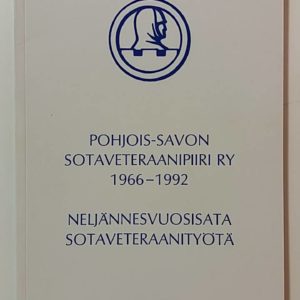 POHJOIS-SAVON
SOTAVETERAANIPIIRI RY
1966–1992
NELJÄNNESVUOSISATA
SOTAVETERAANITYÖTÄ